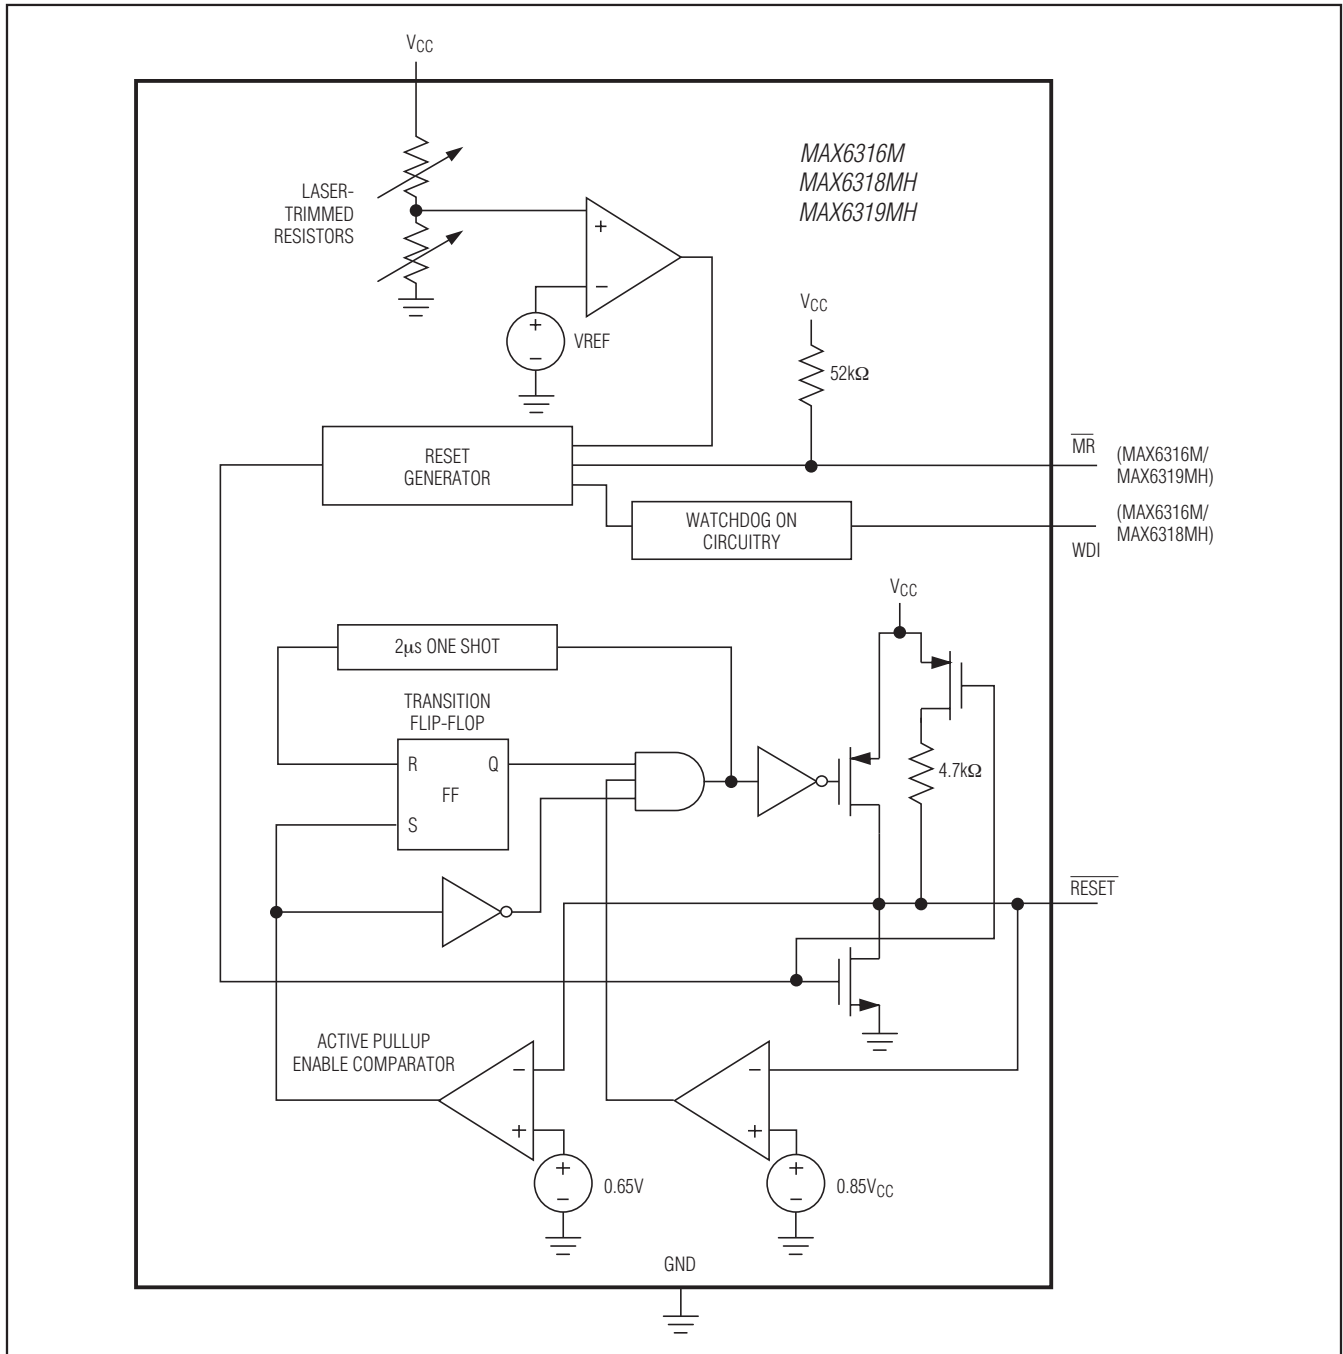 VCC
MAX6316M
MAX6318MH
MAX6319MH
LASER-
TRIMMED
RESISTORS
+
−
+
−
VREF
VCC
52kΩ
RESET
GENERATOR
MR
(MAX6316M/
MAX6319MH)
WATCHDOG ON
CIRCUITRY
(MAX6316M/
MAX6318MH)
WDI
VCC
2µs ONE SHOT
TRANSITION
FLIP-FLOP
R
Q
FF
S
4.7kΩ
RESET
ACTIVE PULLUP
ENABLE COMPARATOR
−
+
−
+
+
−
0.65V
+
−
0.85VCC
GND